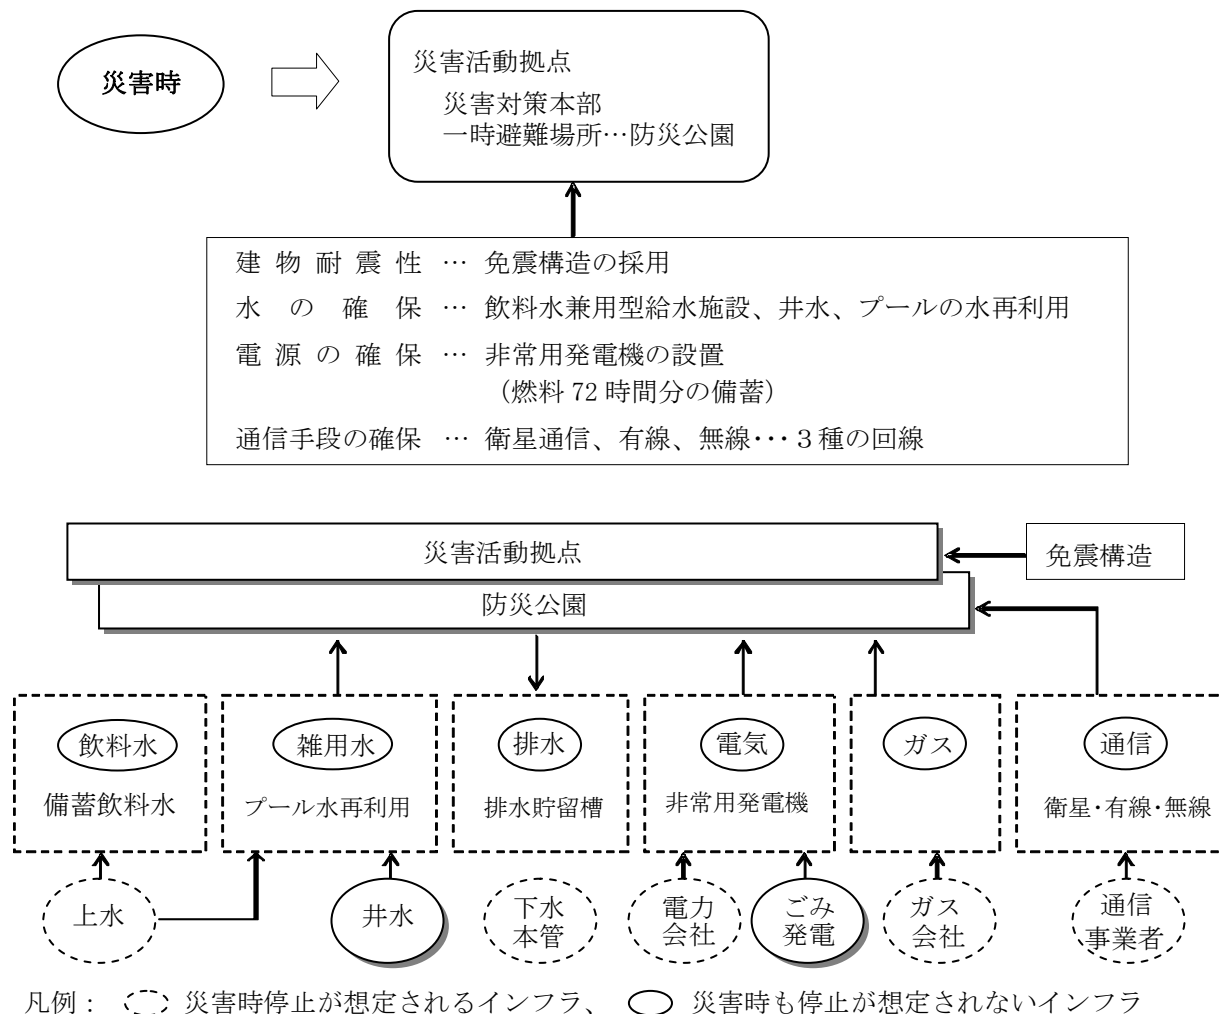 災害時
災害活動拠点
災害対策本部
一時避難場所…防災公園
建物耐震性 … 免震構造の採用
水の確保 … 飲料水兼用型給水施設、井水、プールの水再利用
電源の確保 … 非常用発電機の設置
(燃料 72 時間分の備蓄)
通信手段の確保 … 衛星通信、有線、無線･･･３種の回線
災害活動拠点
免震構造
防災公園
飲料水
雑用水
排水
電気
ガス
通信
備蓄飲料水
プール水再利用
排水貯留槽
非常用発電機
衛星･有線･無線
上水
井水
下水
本管
電力
会社
ごみ
発電
ガス
会社
通信
事業者
凡例： 災害時停止が想定されるインフラ、 災害時も停止が想定されないインフラ